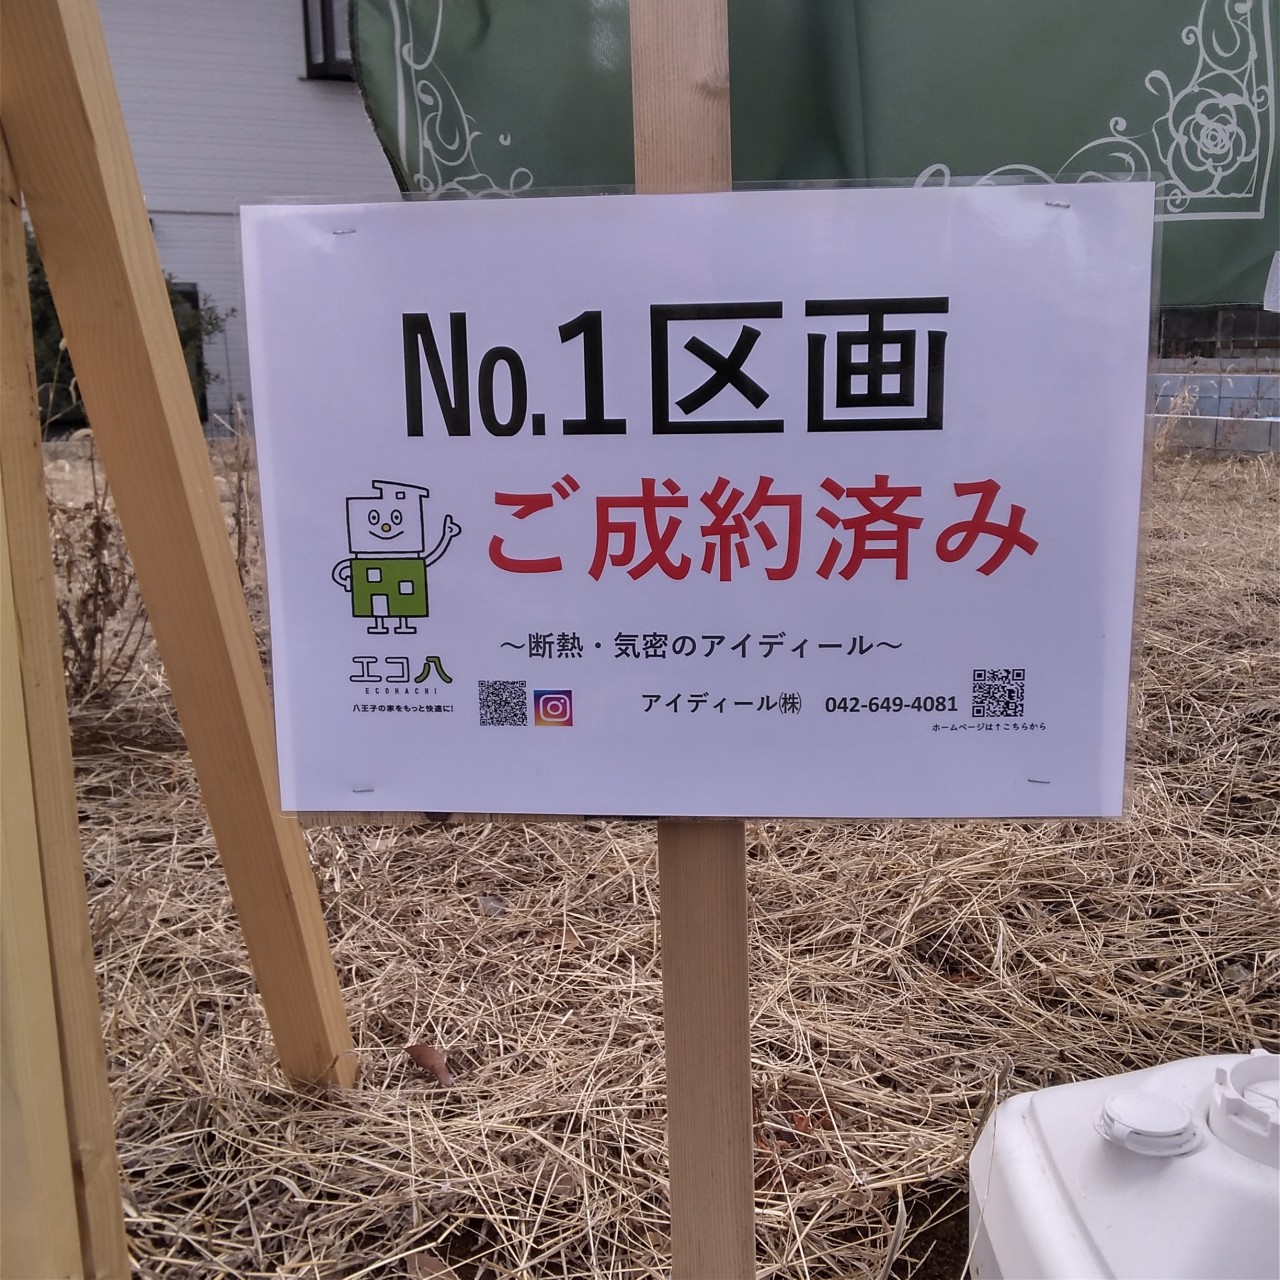 No.1区画
ご成約済み
～断熱・気密のアイディール～
エコ八
ECOHACHI
八王子の家をもっと快適に!
アイディール㈱ 042-649-4081
ホームページは↑こちらから